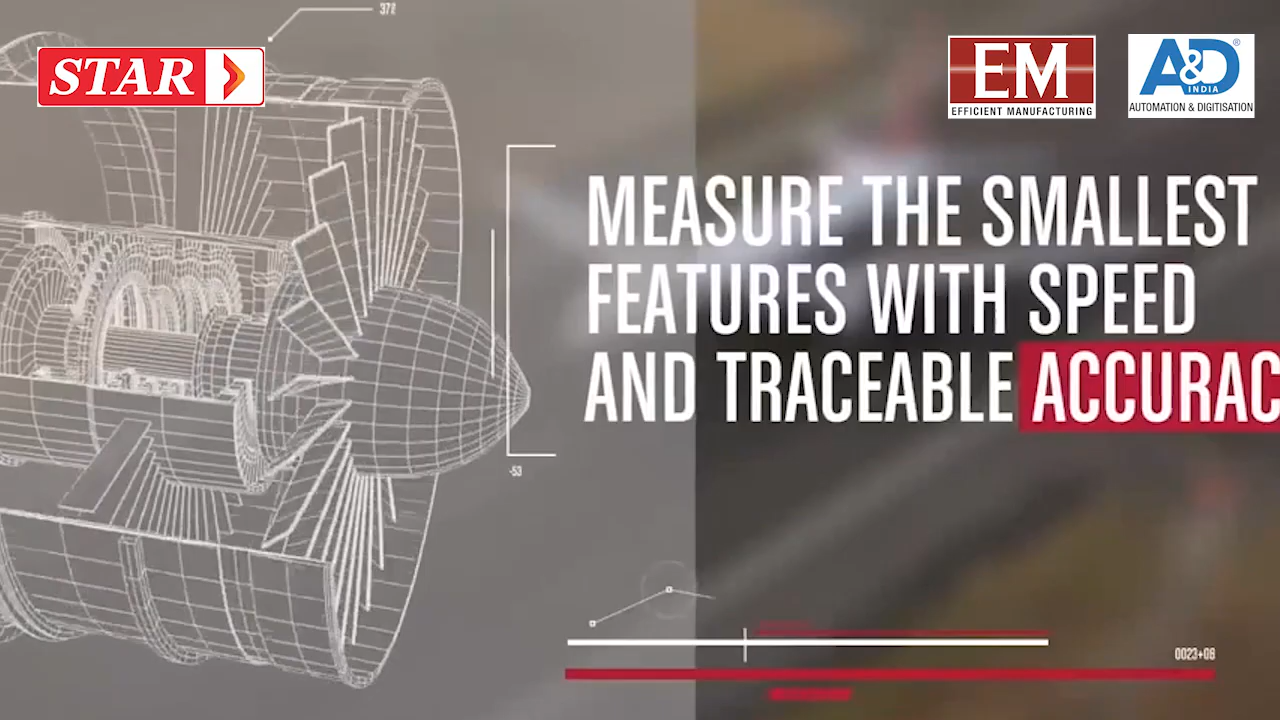 372
STAR
EM
EFFICIENT MANUFACTURING
A&D®
INDIA
AUTOMATION & DIGITISATION
MEASURE THE SMALLEST
FEATURES WITH SPEED
AND TRACEABLE ACCURAC
-53
0023+08